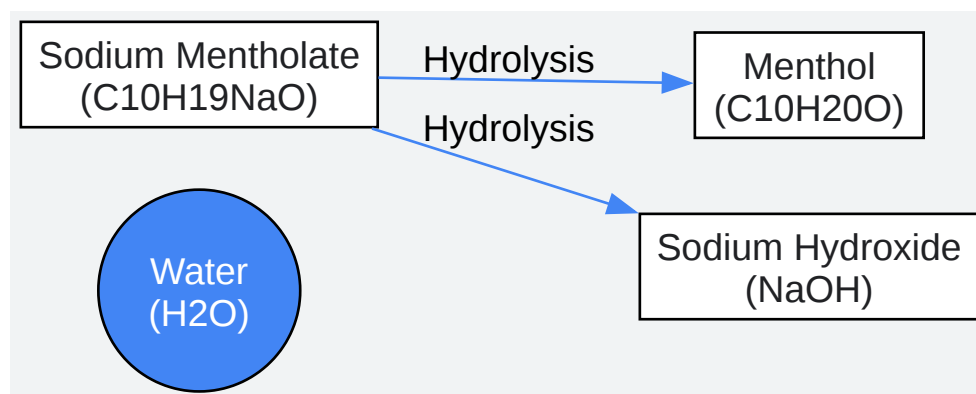 Sodium Mentholate
(C10H19NaO)
Hydrolysis
Menthol
(C10H20O)
Hydrolysis
Sodium Hydroxide
(NaOH)
Water
(H2O)